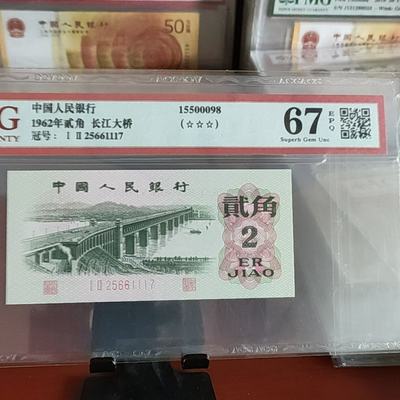 中国人民银行
50
PMG
G
ANTY
中国人民银行 15500098
1962年贰角 长江大桥 (☆☆☆)
冠号： I II 25661117
67 EPQ
Superb Gem Unc
中國人民銀行
貳角
2
ER
JIAO
I II 25661117